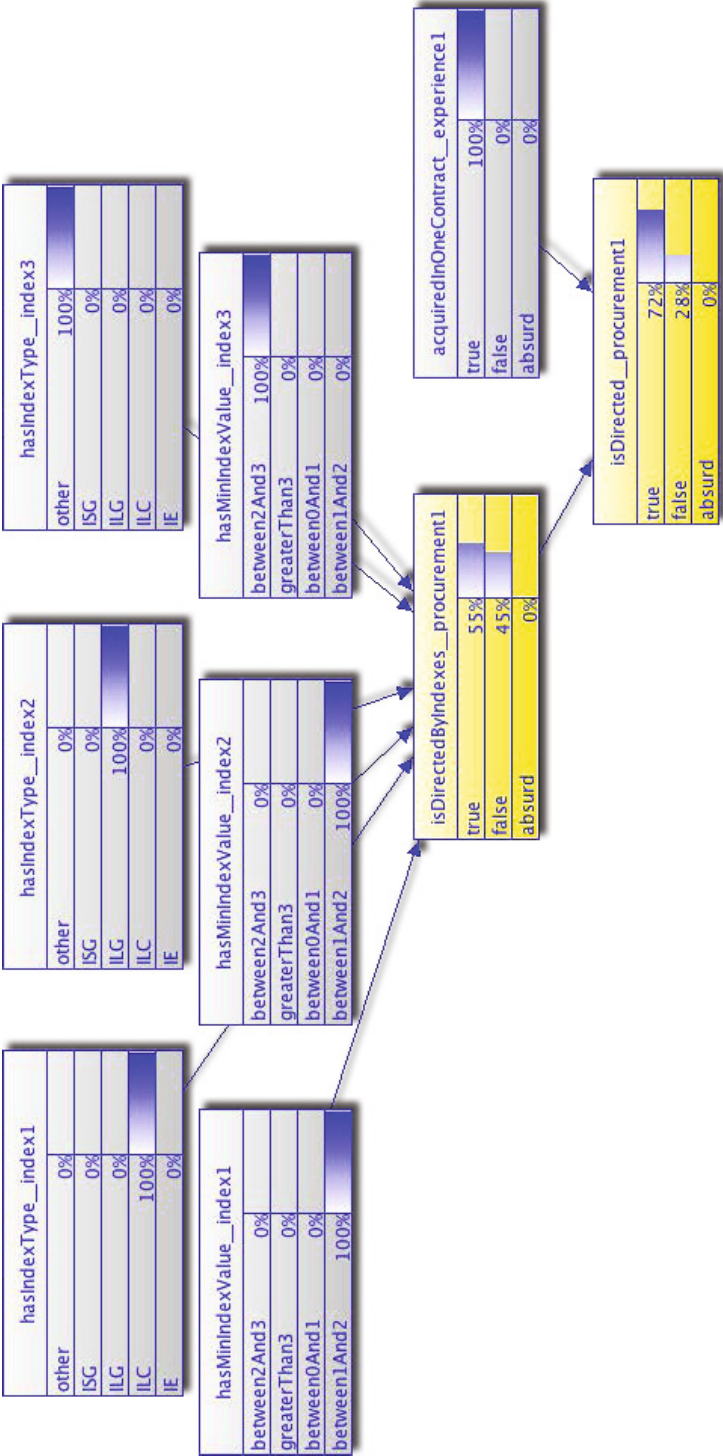 hasIndexType__index1
other 0%
ISG 0%
ILG 0%
ILC 100%
IE 0%
hasIndexType__index2
other 0%
ISG 0%
ILG 100%
ILC 0%
IE 0%
hasIndexType__index3
other 100%
ISG 0%
ILG 0%
ILC 0%
IE 0%
hasMinIndexValue__index1
between2And3 0%
greaterThan3 0%
between0And1 0%
between1And2 100%
hasMinIndexValue__index2
between2And3 0%
greaterThan3 0%
between0And1 0%
between1And2 100%
hasMinIndexValue__index3
between2And3 100%
greaterThan3 0%
between0And1 0%
between1And2 0%
isDirectedByIndexes__procurement1
true 55%
false 45%
absurd 0%
acquiredInOneContract__experience1
true 100%
false 0%
absurd 0%
isDirected__procurement1
true 72%
false 28%
absurd 0%